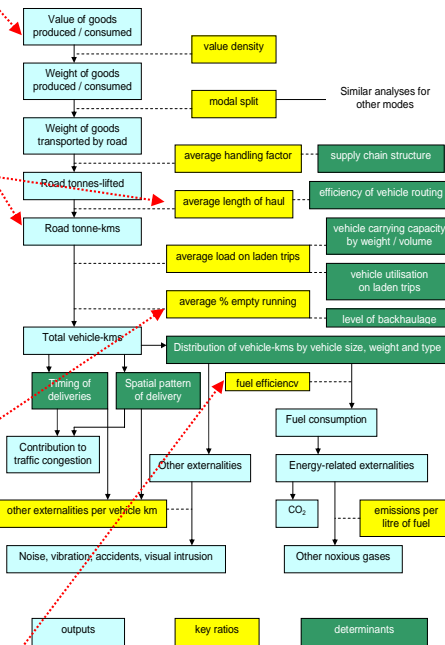 Value of goods
produced / consumed
value density
Weight of goods
produced / consumed
modal split
Similar analyses for
other modes
Weight of goods
transported by road
average handling factor
supply chain structure
Road tonnes-lifted
efficiency of vehicle routing
average length of haul
Road tonne-kms
vehicle carrying capacity
by weight / volume
average load on laden trips
vehicle utilisation
on laden trips
average % empty running
level of backhaulage
Total vehicle-kms
Distribution of vehicle-kms by vehicle size, weight and type
Timing of
deliveries
Spatial pattern
of delivery
fuel efficiency
Fuel consumption
Contribution to
traffic congestion
Other externalities
Energy-related externalities
other externalities per vehicle km
CO2
emissions per
litre of fuel
Noise, vibration, accidents, visual intrusion
Other noxious gases
outputs
key ratios
determinants